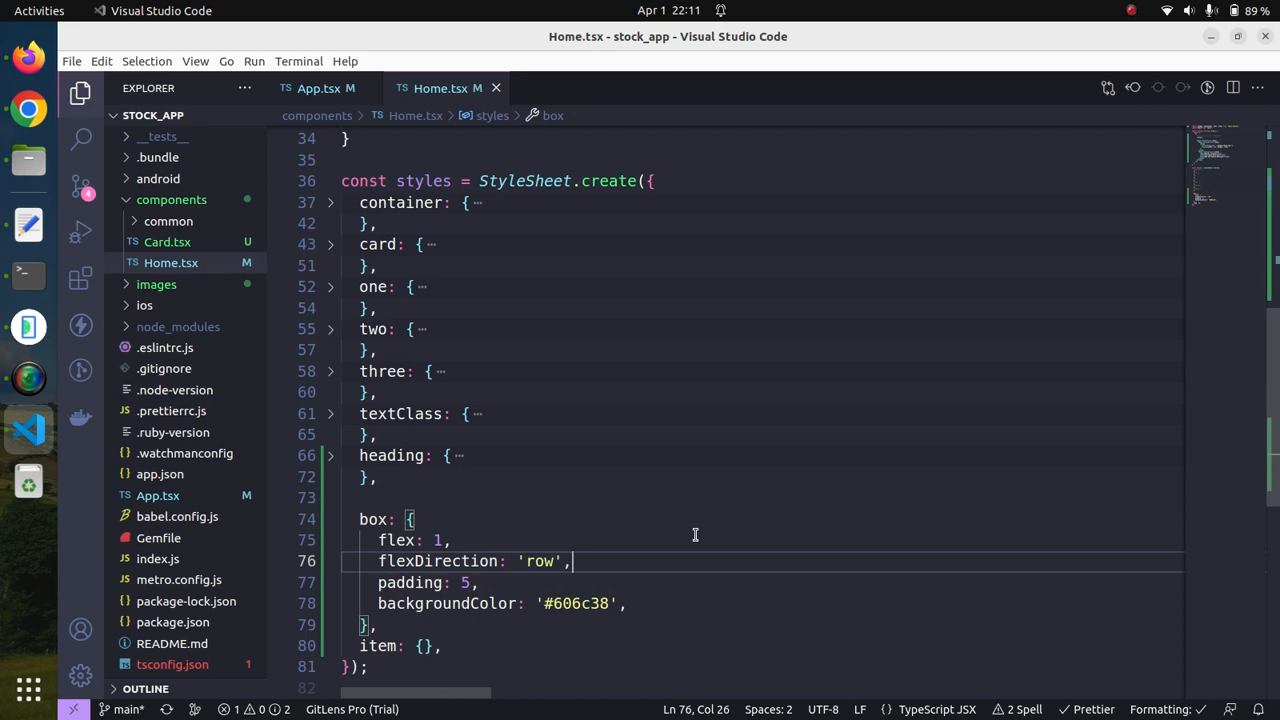 Activities
Visual Studio Code
Apr 1 22:11
89 %
Home.tsx - stock_app - Visual Studio Code
File Edit Selection View Go Run Terminal Help
EXPLORER
TS App.tsx M
TS Home.tsx M
STOCK_APP
components > TS Home.tsx > styles > box
__tests__
.bundle
android
components
common
TS Card.tsx U
TS Home.tsx M
images
ios
node_modules
.eslintrc.js
.gitignore
.node-version
JS .prettierrc.js
.ruby-version
{} .watchmanconfig
{} app.json
TS App.tsx M
babel.config.js
Gemfile
JS index.js
JS metro.config.js
{} package-lock.json
{} package.json
README.md
TS tsconfig.json 1
OUTLINE
4
34 }
35
36 const styles = StyleSheet.create({
37 container: {
42 },
43 card: {
51 },
52 one: {
54 },
55 two: {
57 },
58 three: {
60 },
61 textClass: {
65 },
66 heading: {
72 },
73
74 box: {
75 flex: 1,
76 flexDirection: 'row',
77 padding: 5,
78 backgroundColor: '#606c38',
79 },
80 item: {},
81 });
82
main*
1 0 2
GitLens Pro (Trial)
Ln 76, Col 26
Spaces: 2
UTF-8
LF
{} TypeScript JSX
2 Spell
Prettier
Formatting: